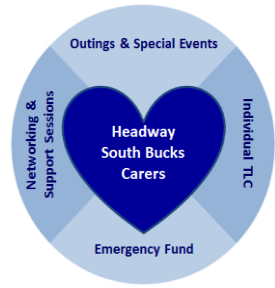 Outings & Special Events
Networking &
Support Sessions
Headway
South Bucks
Carers
Individual TLC
Emergency Fund